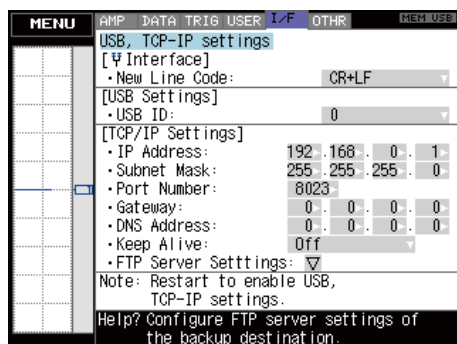 MENU AMP DATA TRIG USER I/F OTHR MEM USB
USB, TCP-IP settings
[Ψ Interface]
・New Line Code: CR+LF
[USB Settings]
・USB ID: 0
[TCP/IP Settings]
・IP Address: 192.168. 0. 1
・Subnet Mask: 255.255.255. 0
・Port Number: 8023
・Gateway: 0. 0. 0. 0
・DNS Address: 0. 0. 0. 0
・Keep Alive: Off
・FTP Server Setttings: ▽
Note: Restart to enable USB,
TCP-IP settings.
Help? Configure FTP server settings of
the backup destination.